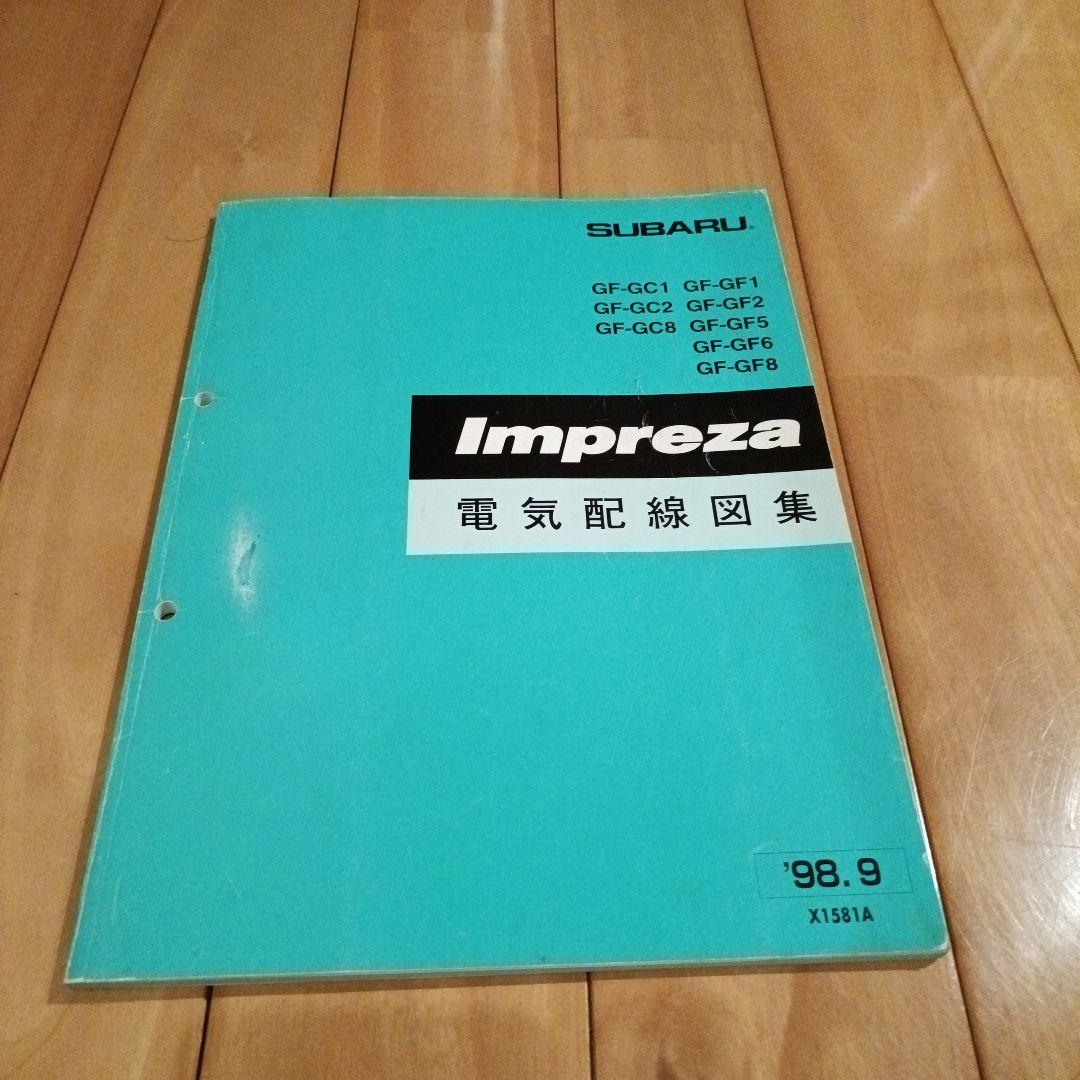 SUBARU®
GF-GC1 GF-GF1
GF-GC2 GF-GF2
GF-GC8 GF-GF5
GF-GF6
GF-GF8
Impreza
電気配線図集
'98.9
X1581A